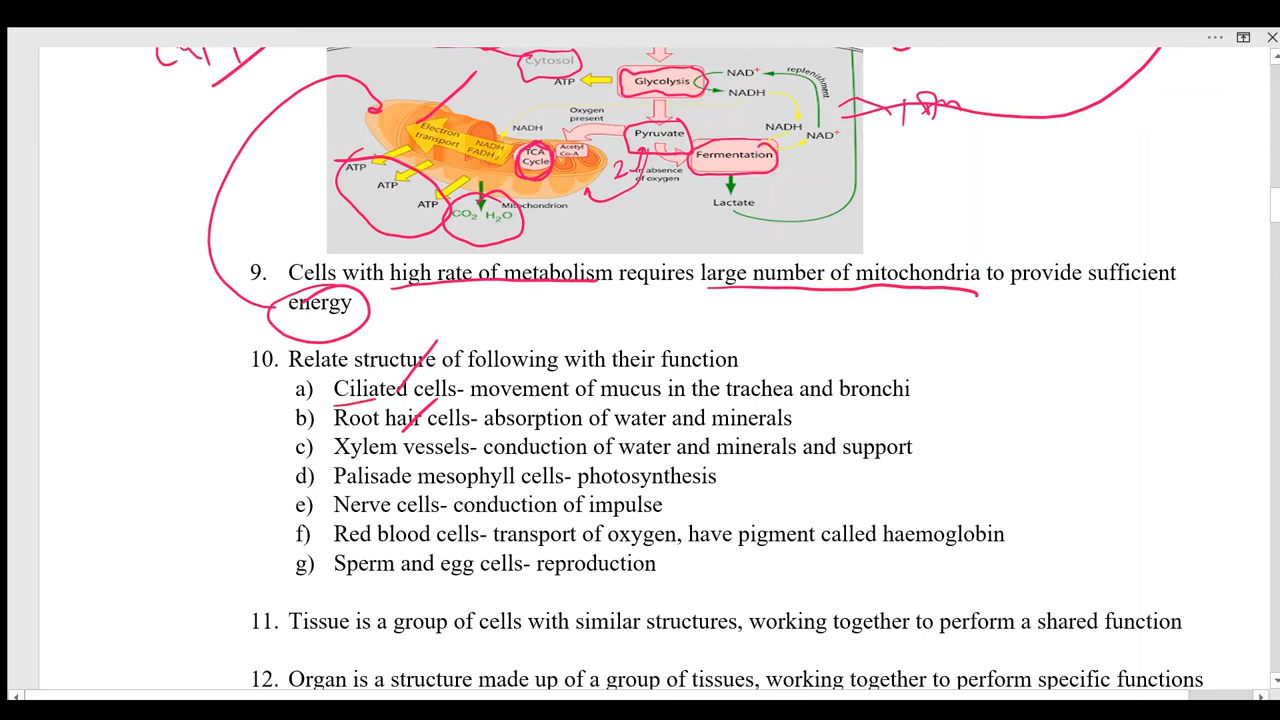 Cytosol
ATP
Glycolysis
NAD+
NADH
replenishment
Oxygen
present
NADH
Pyruvate
NADH
NAD+
Electron
transport
NADH
FADH2
TCA
Cycle
Acetyl
Co-A
Fermentation
2
In absence
of oxygen
ATP
ATP
ATP
Mitochondrion
CO2 H2O
Lactate
9. Cells with high rate of metabolism requires large number of mitochondria to provide sufficient
energy
10. Relate structure of following with their function
a) Ciliated cells- movement of mucus in the trachea and bronchi
b) Root hair cells- absorption of water and minerals
c) Xylem vessels- conduction of water and minerals and support
d) Palisade mesophyll cells- photosynthesis
e) Nerve cells- conduction of impulse
f) Red blood cells- transport of oxygen, have pigment called haemoglobin
g) Sperm and egg cells- reproduction
11. Tissue is a group of cells with similar structures, working together to perform a shared function
12. Organ is a structure made up of a group of tissues, working together to perform specific functions